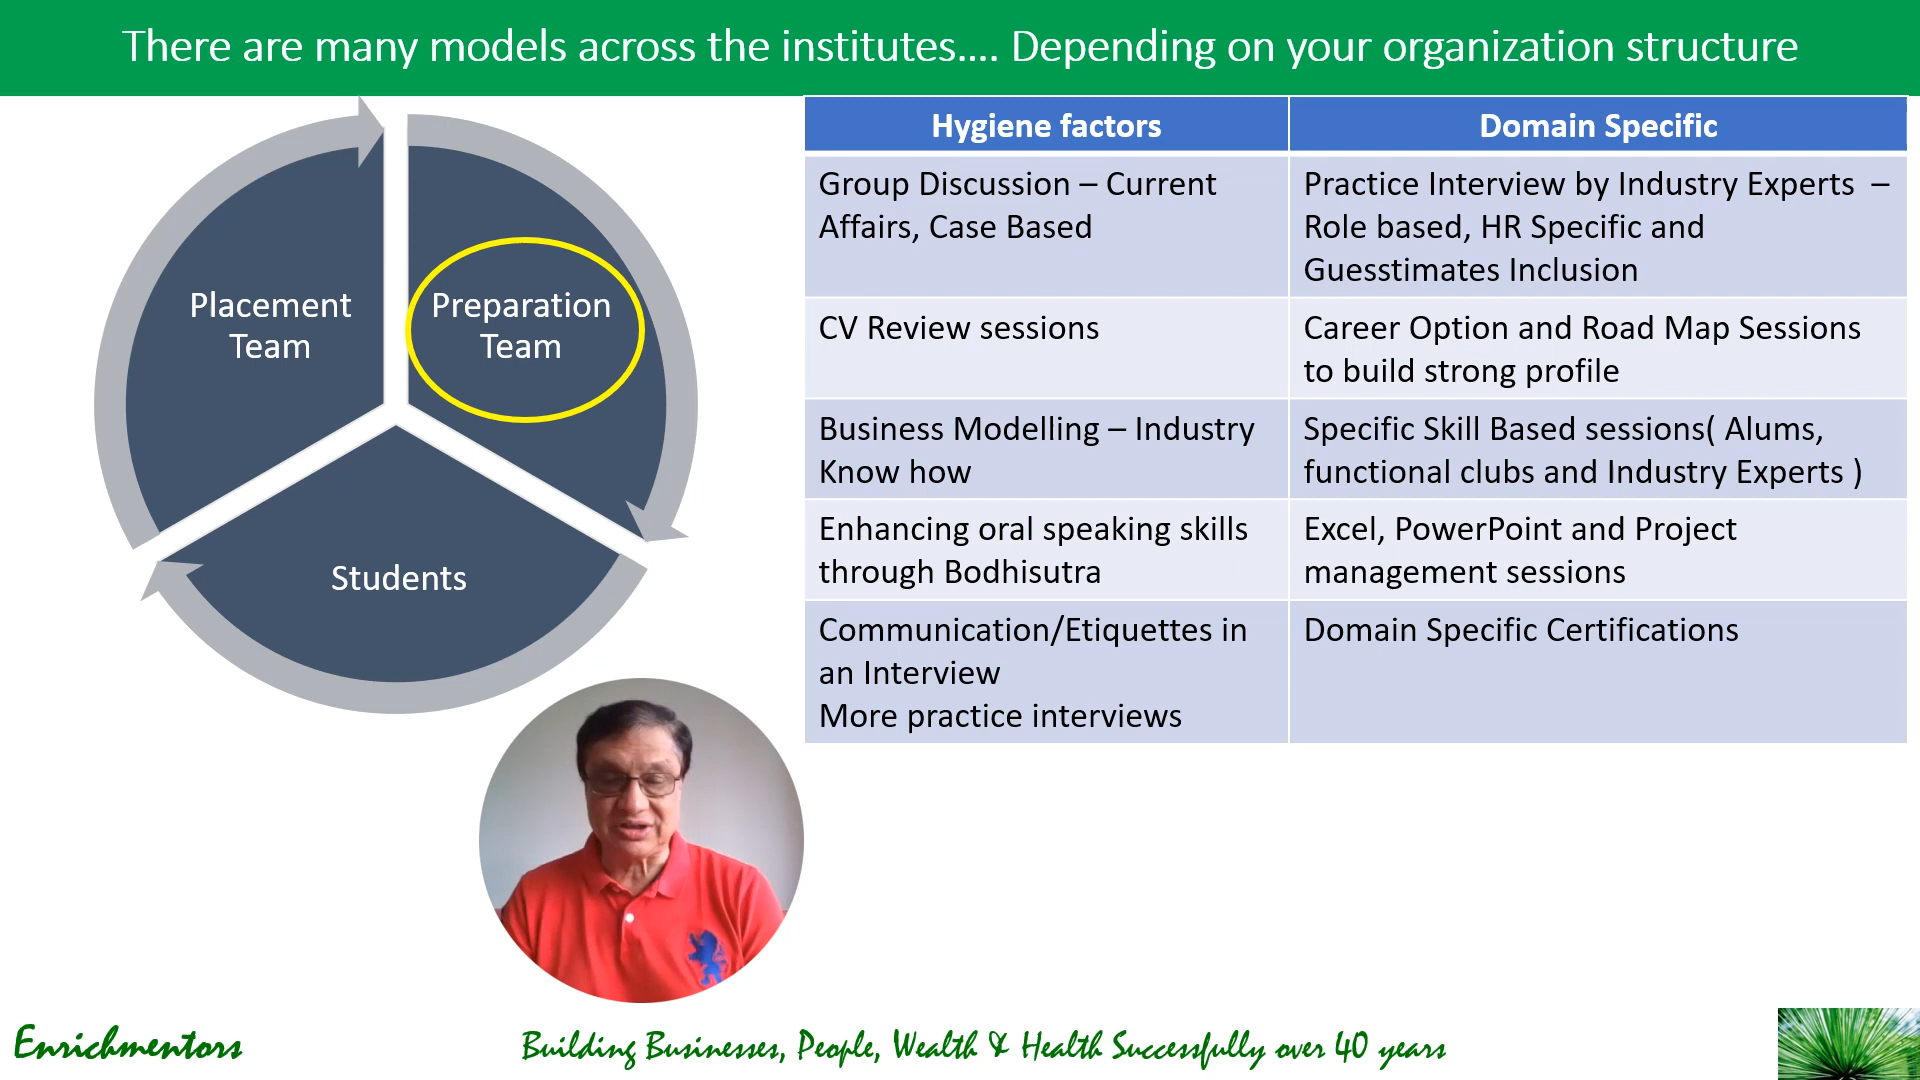 There are many models across the institutes.... Depending on your organization structure
Placement
Team
Preparation
Team
Students
Hygiene factors
Domain Specific
Group Discussion – Current
Affairs, Case Based
Practice Interview by Industry Experts –
Role based, HR Specific and
Guesstimates Inclusion
CV Review sessions
Career Option and Road Map Sessions
to build strong profile
Business Modelling – Industry
Know how
Specific Skill Based sessions( Alums,
functional clubs and Industry Experts )
Enhancing oral speaking skills
through Bodhisutra
Excel, PowerPoint and Project
management sessions
Communication/Etiquettes in
an Interview
More practice interviews
Domain Specific Certifications
Enrichmentors
Building Businesses, People, Wealth & Health Successfully over 40 years